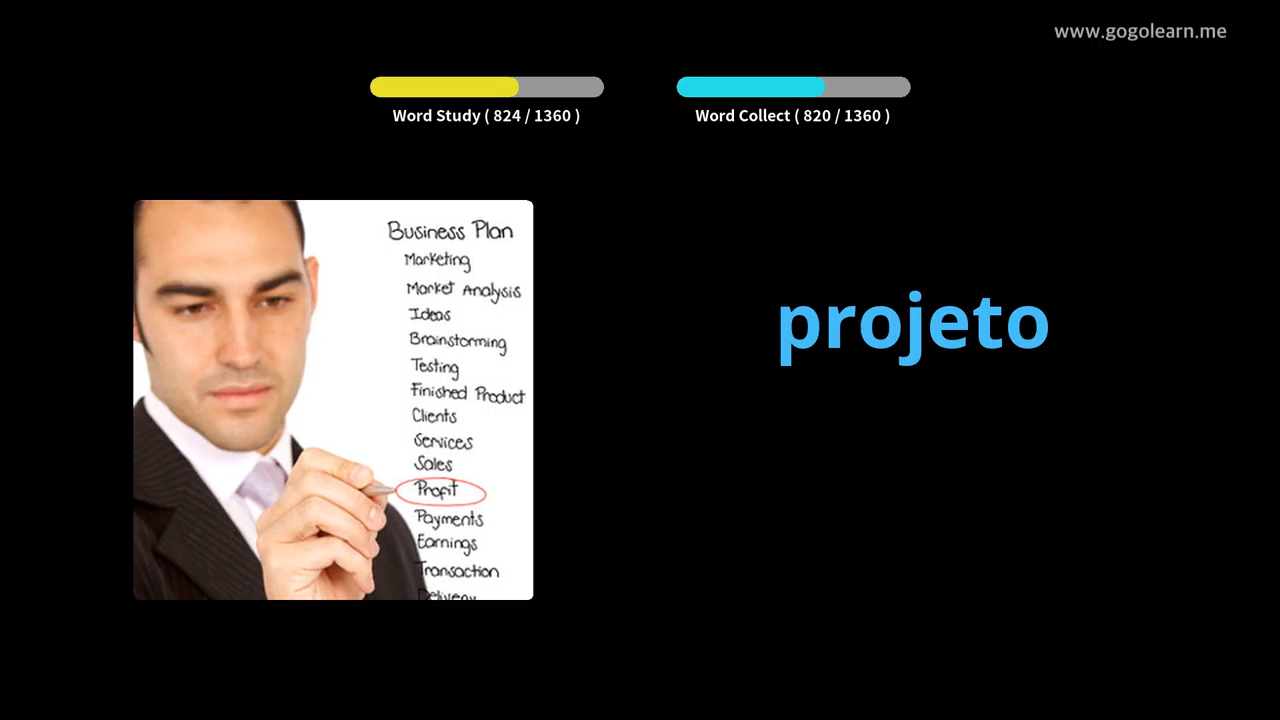 www.gogolearn.me
Word Study ( 824 / 1360 )
Word Collect ( 820 / 1360 )
Business Plan
Marketing
Market Analysis
Ideas
Brainstorming
Testing
Finished Product
Clients
Services
Sales
Profit
Payments
Earnings
Transaction
Delivery
projeto